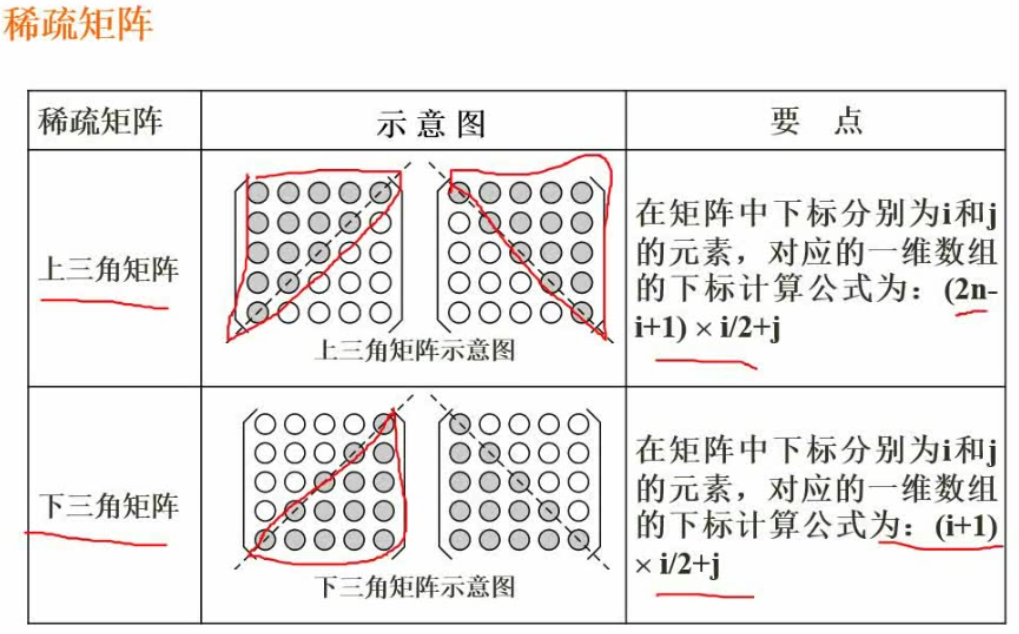 稀疏矩阵
稀疏矩阵
示 意 图
要 点
上三角矩阵
上三角矩阵示意图
在矩阵中下标分别为i和j
的元素，对应的一维数组
的下标计算公式为：(2n-
i+1) × i/2+j
下三角矩阵
下三角矩阵示意图
在矩阵中下标分别为i和j
的元素，对应的一维数组
的下标计算公式为：(i+1)
× i/2+j